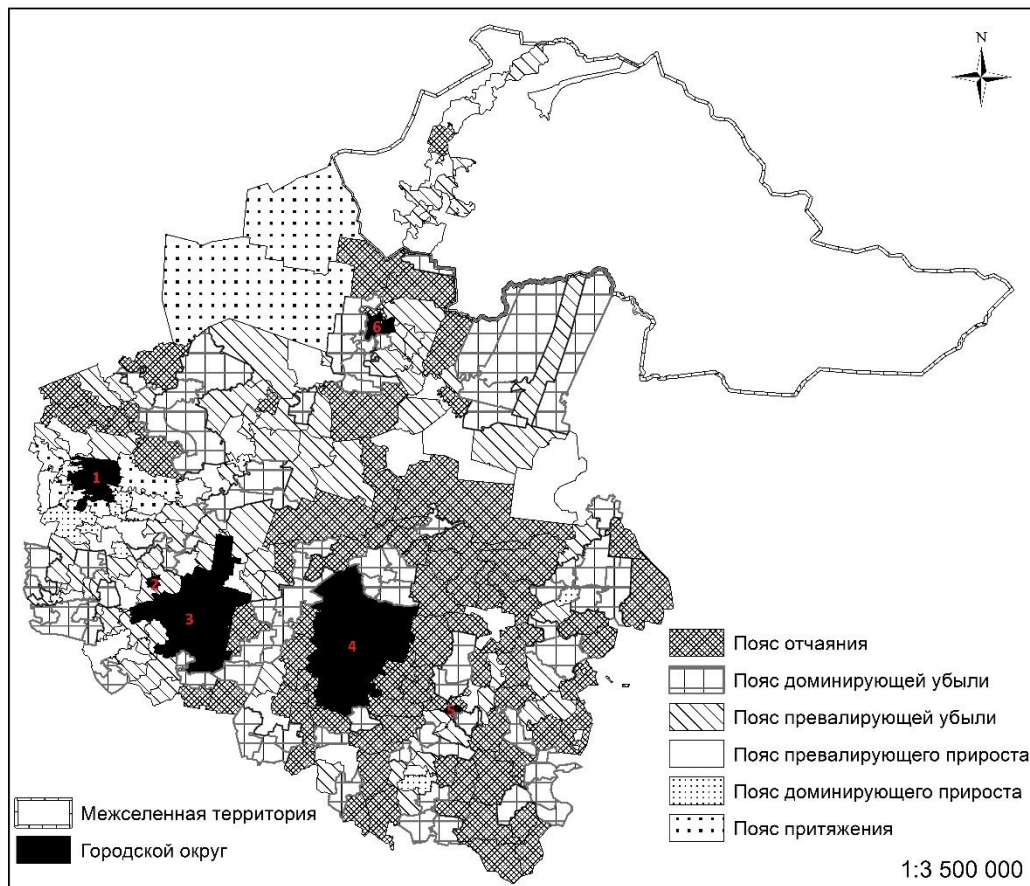 N
6
1
2
3
4
5
Пояс отчаяния
Пояс доминирующей убыли
Пояс превалирующей убыли
Пояс превалирующего прироста
Пояс доминирующего прироста
Пояс притяжения
Межселенная территория
Городской округ
1:3 500 000